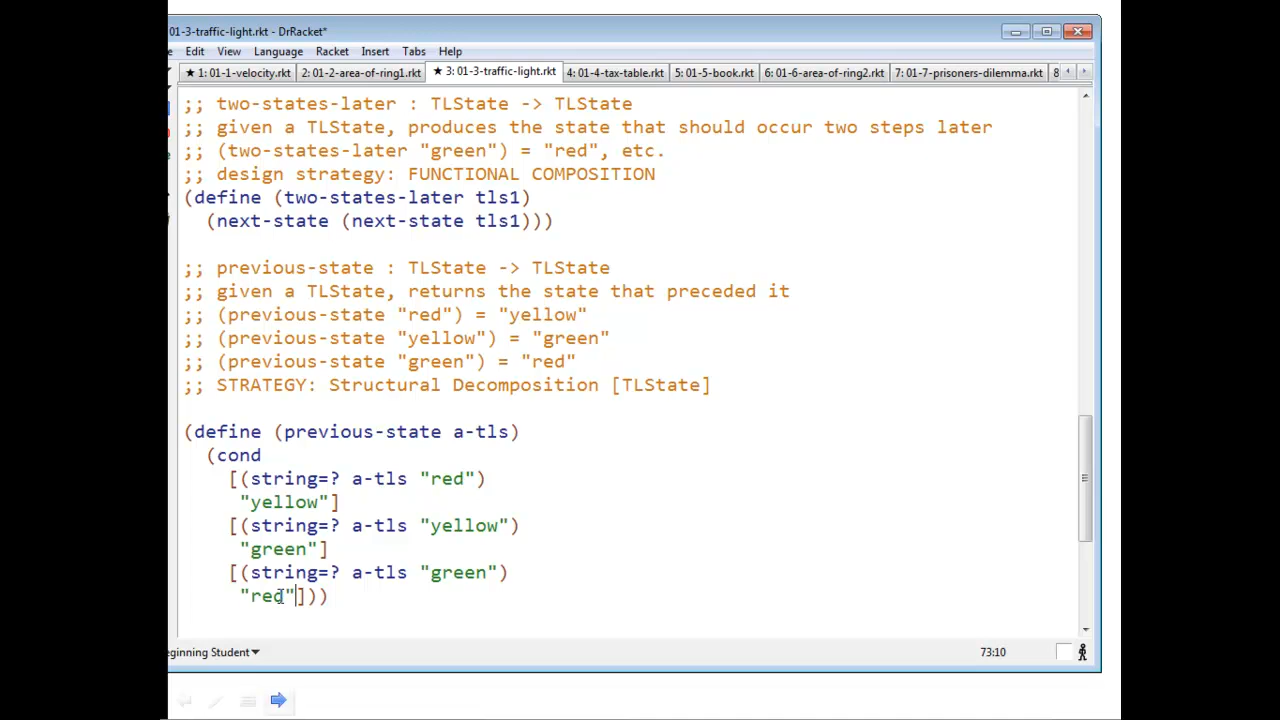 01-3-traffic-light.rkt - DrRacket*
Edit View Language Racket Insert Tabs Help
★ 1: 01-1-velocity.rkt 2: 01-2-area-of-ring1.rkt ★ 3: 01-3-traffic-light.rkt 4: 01-4-tax-table.rkt 5: 01-5-book.rkt 6: 01-6-area-of-ring2.rkt 7: 01-7-prisoners-dilemma.rkt 8
;; two-states-later : TLState -> TLState
;; given a TLState, produces the state that should occur two steps later
;; (two-states-later "green") = "red", etc.
;; design strategy: FUNCTIONAL COMPOSITION
(define (two-states-later tls1)
(next-state (next-state tls1)))
;; previous-state : TLState -> TLState
;; given a TLState, returns the state that preceded it
;; (previous-state "red") = "yellow"
;; (previous-state "yellow") = "green"
;; (previous-state "green") = "red"
;; STRATEGY: Structural Decomposition [TLState]
(define (previous-state a-tls)
(cond
[(string=? a-tls "red")
"yellow"]
[(string=? a-tls "yellow")
"green"]
[(string=? a-tls "green")
"red"]))
ginning Student 73:10